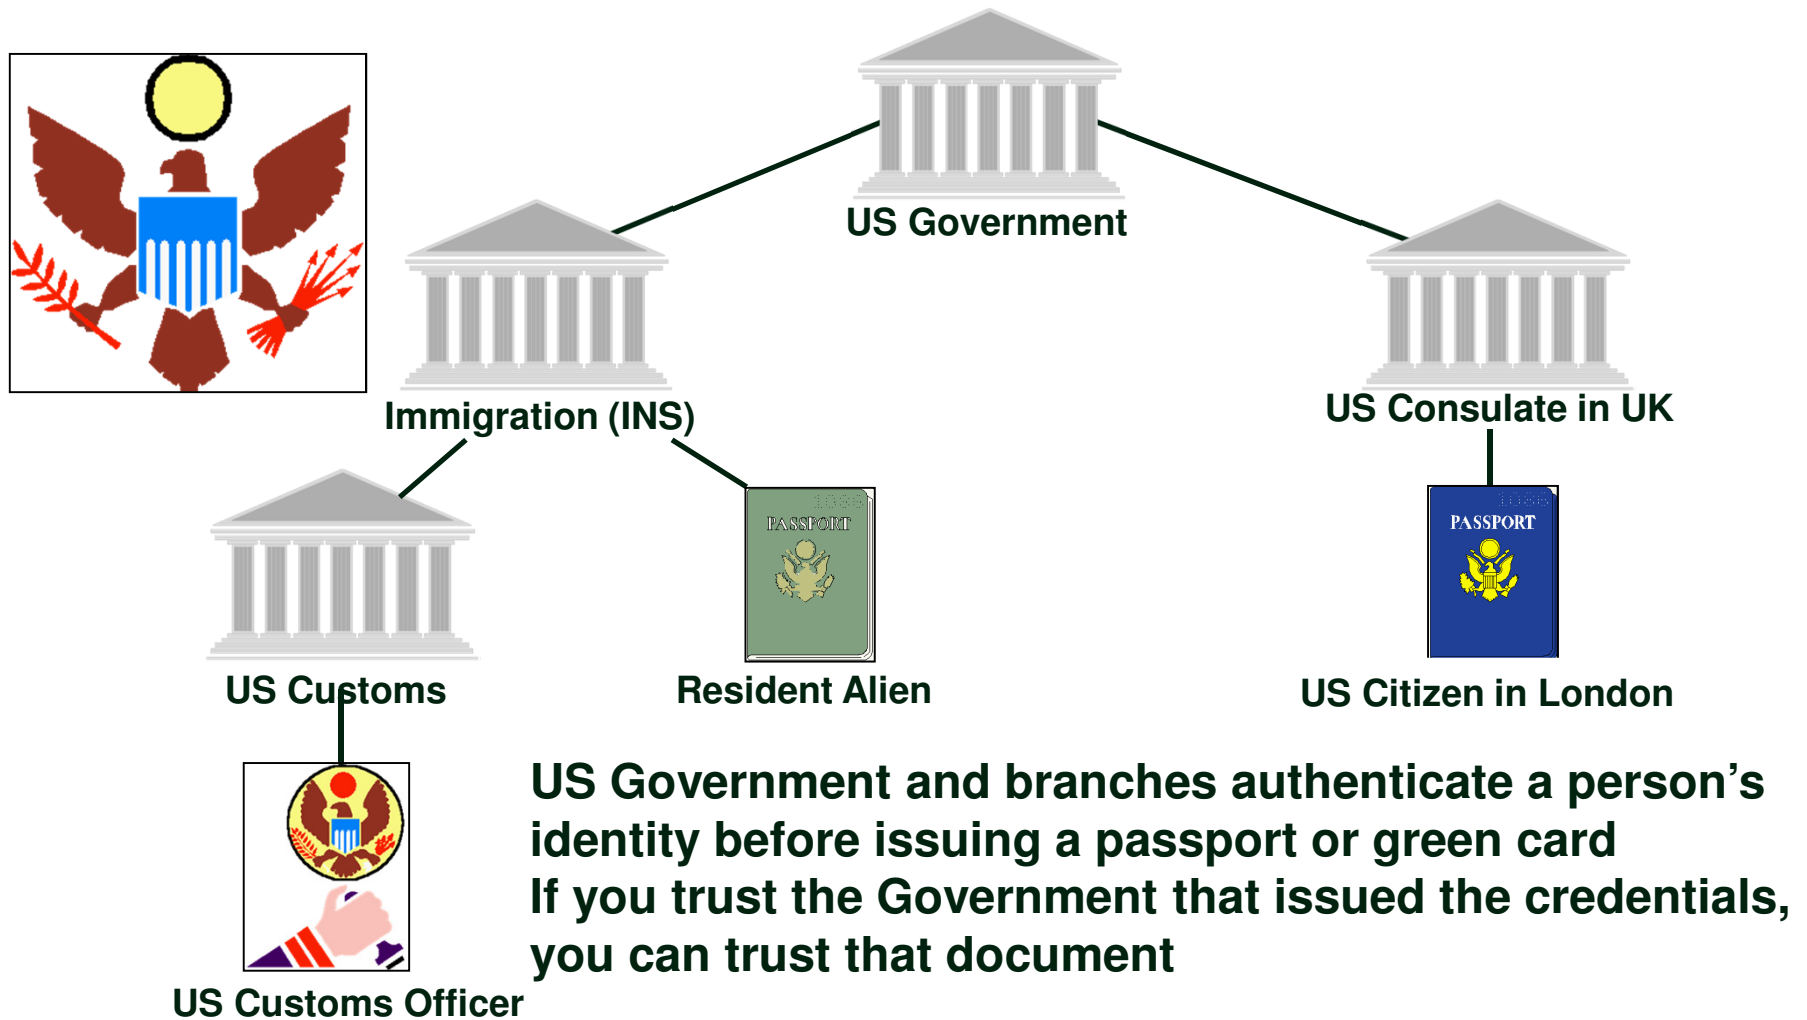 US Government
Immigration (INS)
US Consulate in UK
PASSPORT
PASSPORT
US Customs
Resident Alien
US Citizen in London
US Government and branches authenticate a person’s
identity before issuing a passport or green card
If you trust the Government that issued the credentials,
you can trust that document
US Customs Officer